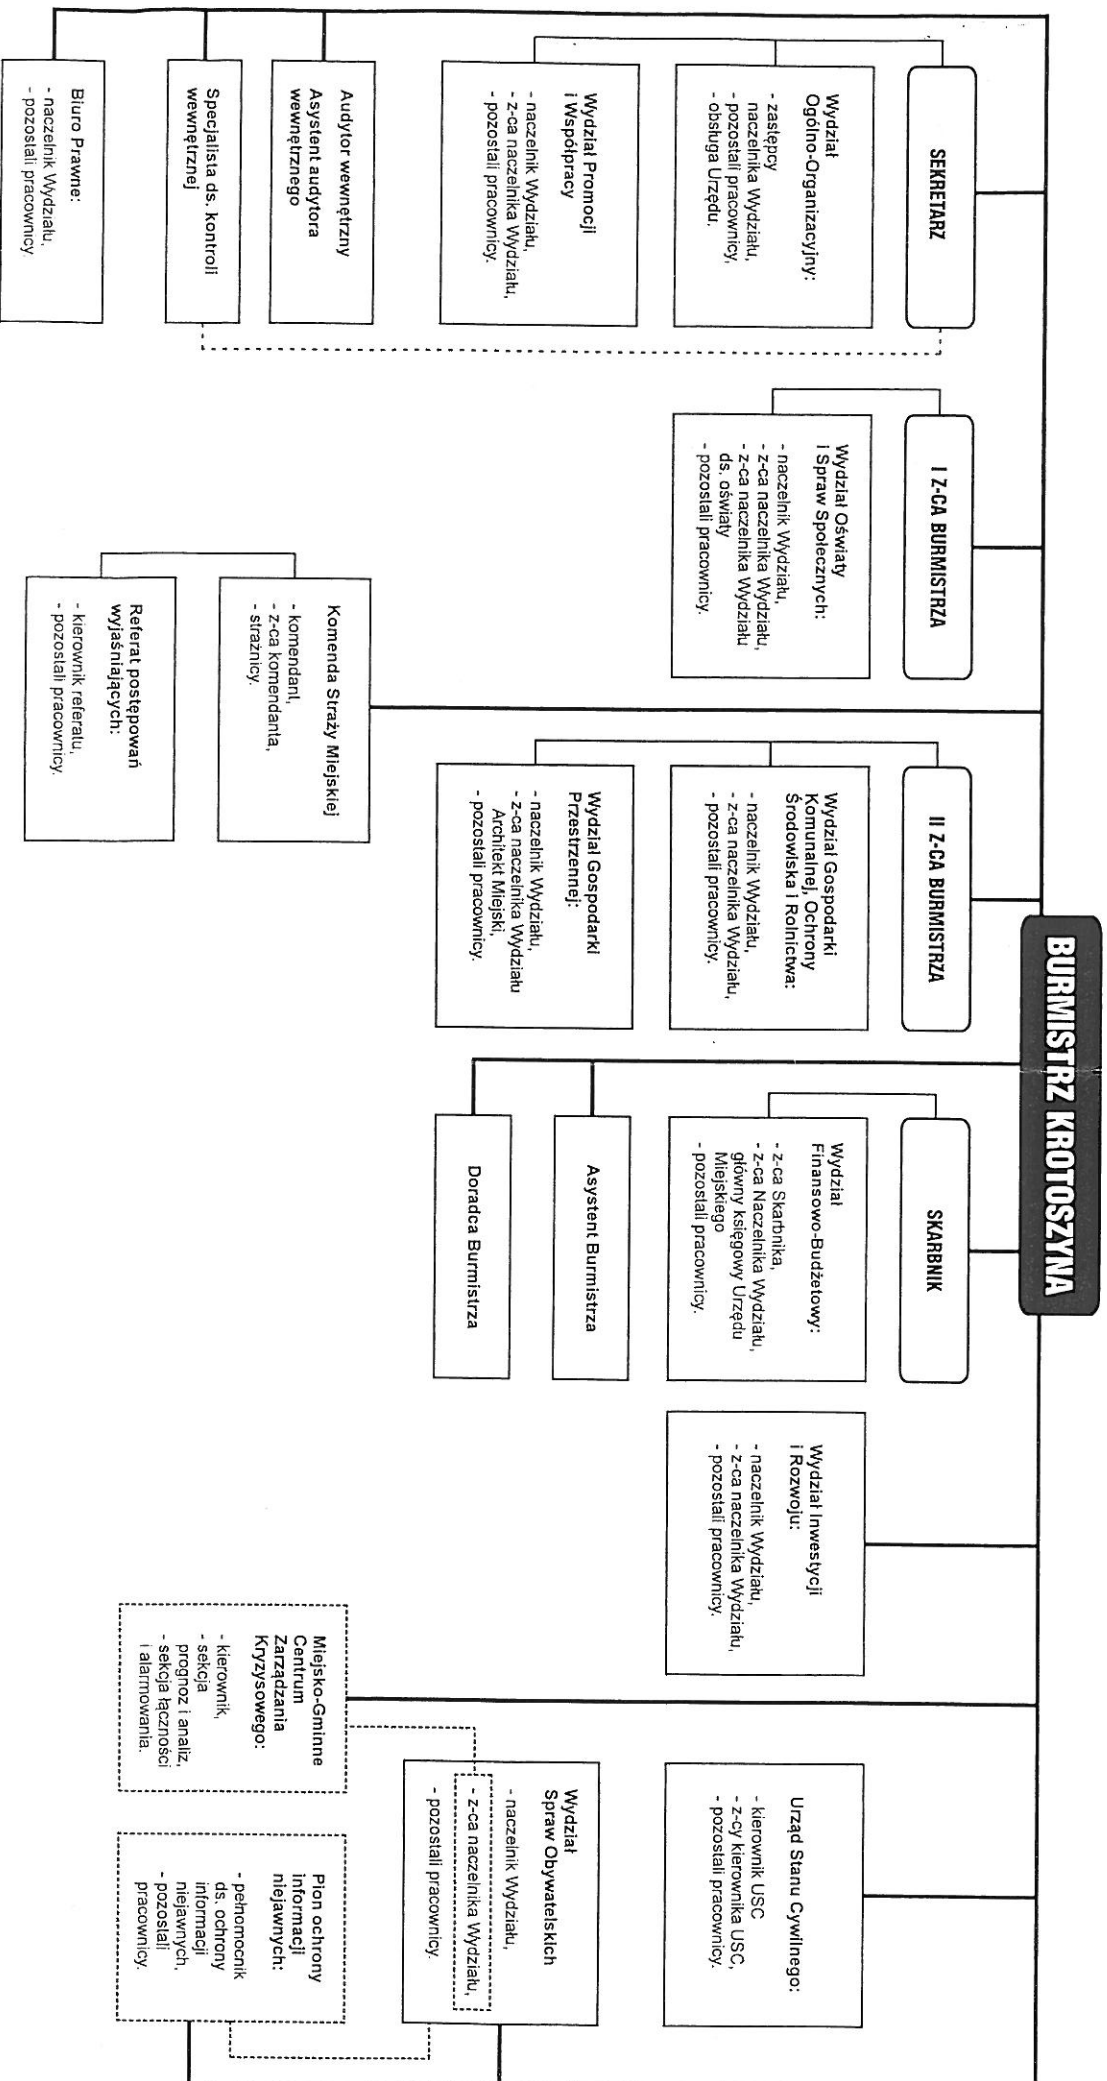 BURMISTRZ KROTOSZYNA
SEKRETARZ
Wydział
Ogólno-Organizacyjny:
- zastępcy
naczelnika Wydziału,
- pozostali pracownicy,
- obsługa Urzędu.
Wydział Promocji
i Współpracy
- naczelnik Wydziału,
- z-ca naczelnika Wydziału,
- pozostali pracownicy.
Audytor wewnętrzny
Asystent audytora
wewnętrznego
Specjalista ds. kontroli
wewnętrznej
Biuro Prawne:
- naczelnik Wydziału,
- pozostali pracownicy.
I Z-CA BURMISTRZA
Wydział Oświaty
i Spraw Społecznych:
- naczelnik Wydziału,
- z-ca naczelnika Wydziału,
- z-ca naczelnika Wydziału
ds. oświaty
- pozostali pracownicy.
Komenda Straży Miejskiej
- komendant,
- z-ca komendanta,
- strażnicy.
Referat postępowań
wyjaśniających:
- kierownik referatu,
- pozostali pracownicy.
II Z-CA BURMISTRZA
Wydział Gospodarki
Komunalnej, Ochrony
Środowiska i Rolnictwa:
- naczelnik Wydziału,
- z-ca naczelnika Wydziału,
- pozostali pracownicy.
Wydział Gospodarki
Przestrzennej:
- naczelnik Wydziału,
- z-ca naczelnika Wydziału
Architekt Miejski,
- pozostali pracownicy.
SKARBNIK
Wydział
Finansowo-Budżetowy:
- z-ca Skarbnika,
- z-ca Naczelnika Wydziału,
główny księgowy Urzędu
Miejskiego
- pozostali pracownicy.
Asystent Burmistrza
Doradca Burmistrza
Wydział Inwestycji
i Rozwoju:
- naczelnik Wydziału,
- z-ca naczelnika Wydziału,
- pozostali pracownicy.
Urząd Stanu Cywilnego:
- kierownik USC
- z-cy kierownika USC,
- pozostali pracownicy.
Wydział
Spraw Obywatelskich
- naczelnik Wydziału,
- z-ca naczelnika Wydziału,
- pozostali pracownicy.
Miejsko-Gminne
Centrum
Zarządzania
Kryzysowego:
- kierownik,
- sekcja
prognoz i analiz,
- sekcja łączności
i alarmowania.
Pion ochrony
informacji
niejawnych:
- pełnomocnik
ds. ochrony
informacji
niejawnych,
- pozostali
pracownicy.